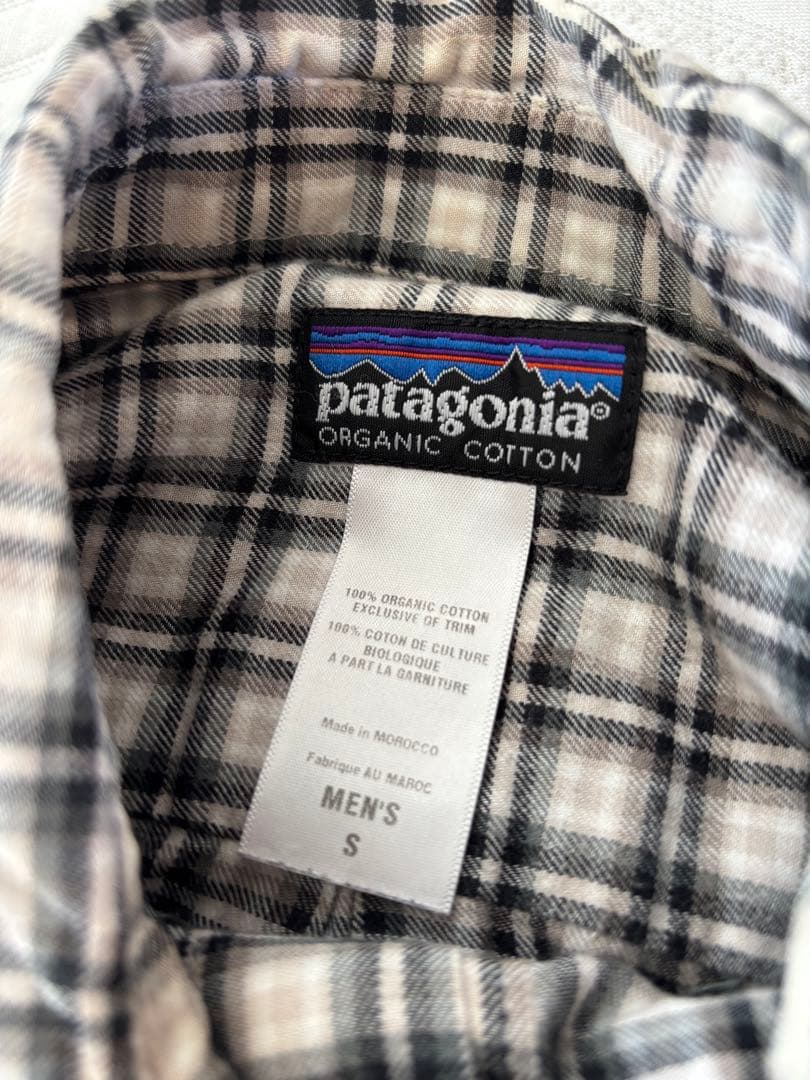 patagonia®
ORGANIC COTTON
100% ORGANIC COTTON
EXCLUSIVE OF TRIM
100% COTON DE CULTURE
BIOLOGIQUE
A PART LA GARNITURE
Made in MOROCCO
Fabrique AU MAROC
MEN'S
S